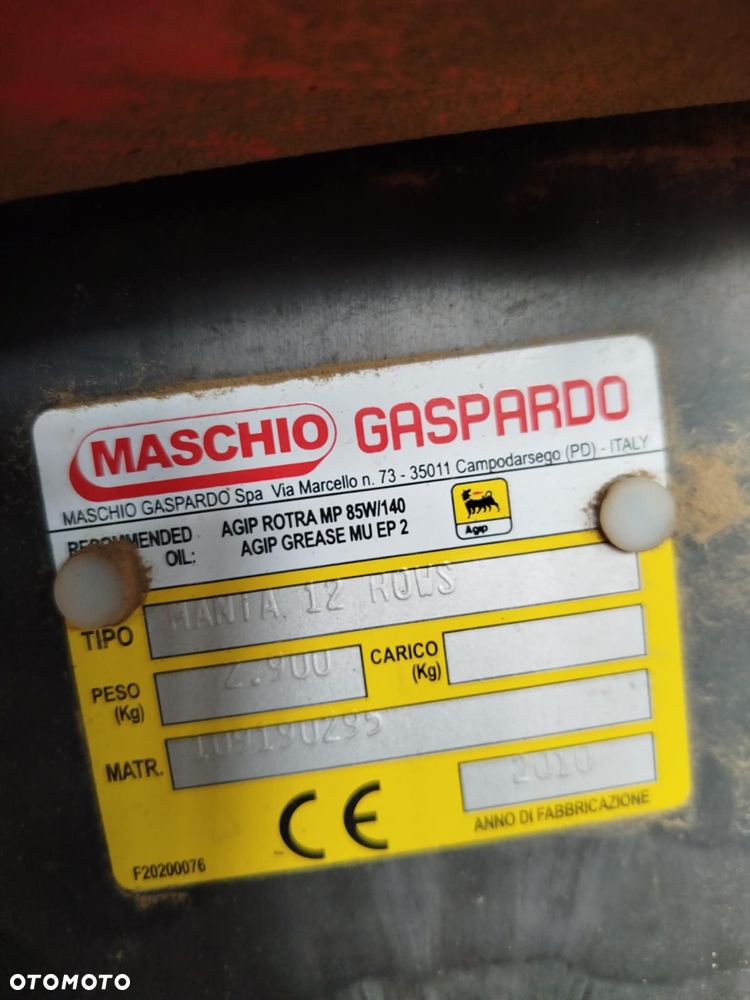 MASCHIO GASPARDO
MASCHIO GASPARDO Spa Via Marcello n. 73 - 35011 Campodarsego (PD) - ITALY
RECOMMENDED OIL: AGIP ROTRA MP 85W/140
AGIP GREASE MU EP 2
Agip
TIPO MANTA 12 ROWS
PESO (Kg) 2.900 CARICO (Kg)
MATR. 109190295
2010
ANNO DI FABBRICAZIONE
CE
F20200076
OTOMOTO